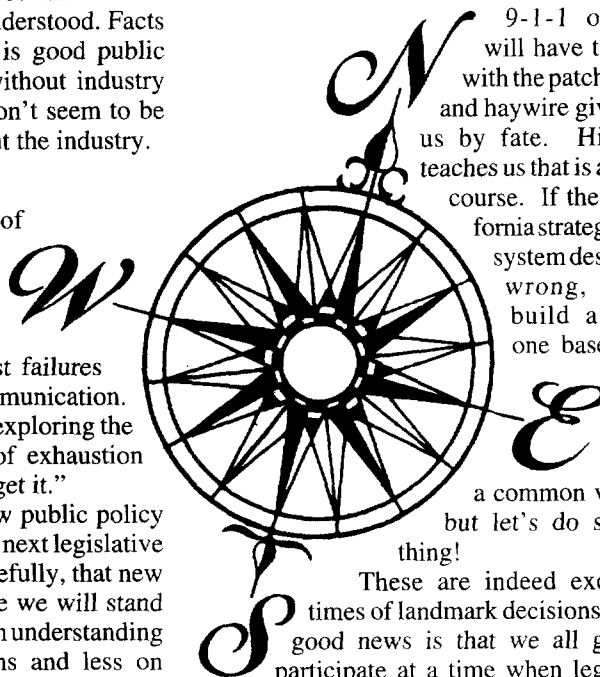 derstood. Facts
is good public
without industry
on't seem to be
t the industry.
of
W
st failures
mmunication.
exploring the
of exhaustion
get it.”
w public policy
next legislative
efully, that new
e we will stand
understanding
ns and less on
N
9-1-1
will have t
with the patch
and haywire giv
us by fate. Hi
teaches us that is a
course. If the
fornia strateg
system des
wrong,
build a
one base
E
a common v
but let's do s
thing!
These are indeed exc
times of landmark decisions
S
good news is that we all g
participate at a time when leg